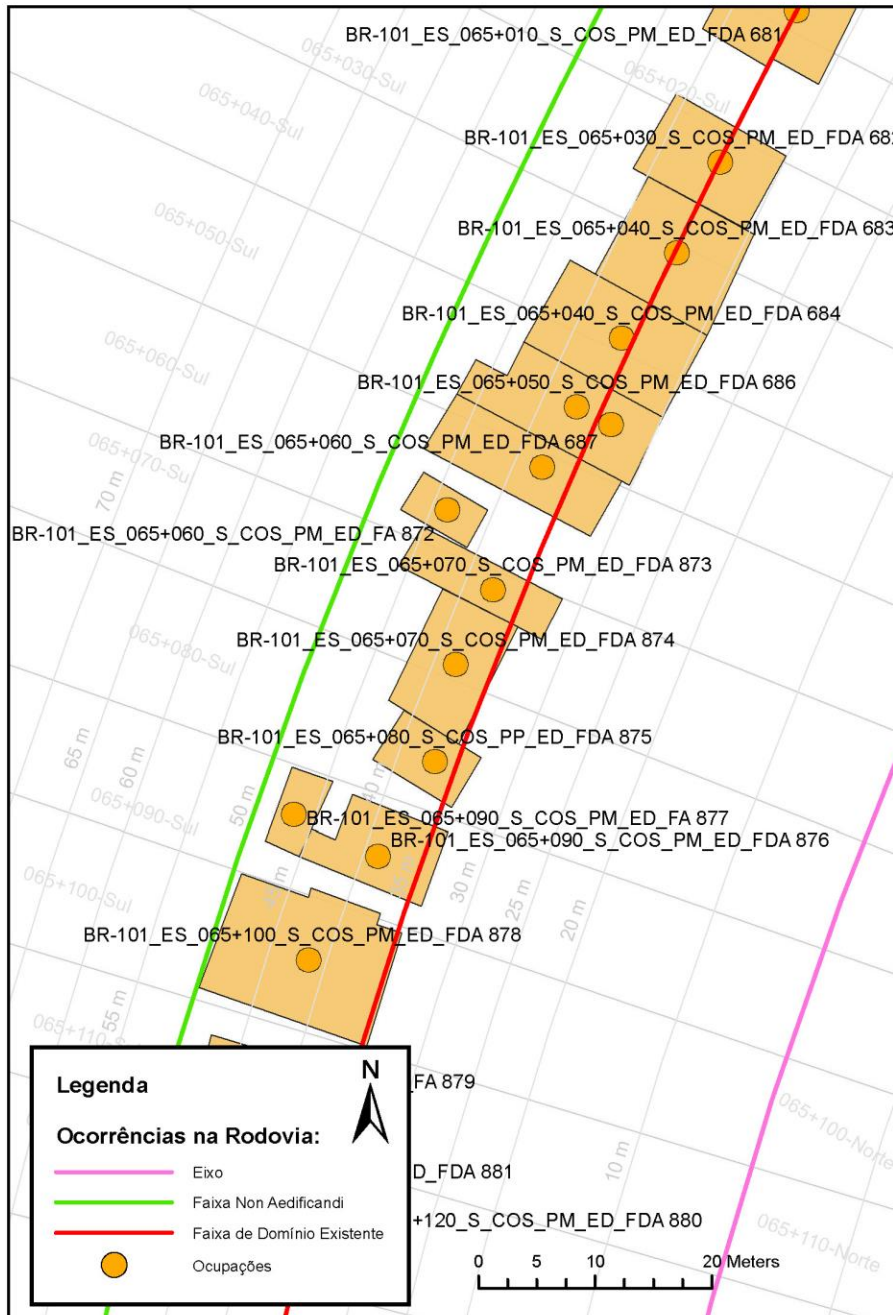 BR-101_ES_065+010_S_COS_PM_ED_FDA 681
065+030-Sul
065+020-Sul
065+040-Sul
BR-101_ES_065+030_S_COS_PM_ED_FDA 682
065+050-Sul
BR-101_ES_065+040_S_COS_PM_ED_FDA 683
BR-101_ES_065+040_S_COS_PM_ED_FDA 684
065+060-Sul
BR-101_ES_065+050_S_COS_PM_ED_FDA 686
BR-101_ES_065+060_S_COS_PM_ED_FDA 687
065+070-Sul
70 m
BR-101_ES_065+060_S_COS_PM_ED_FA 872
BR-101_ES_065+070_S_COS_PM_ED_FDA 873
BR-101_ES_065+070_S_COS_PM_ED_FDA 874
065+080-Sul
BR-101_ES_065+080_S_COS_PP_ED_FDA 875
65 m
60 m
40 m
50 m
065+090-Sul
BR-101_ES_065+090_S_COS_PM_ED_FA 877
BR-101_ES_065+090_S_COS_PM_ED_FDA 876
30 m
25 m
20 m
065+100-Sul
BR-101_ES_065+100_S_COS_PM_ED_FDA 878
55 m
065+110-S
FA 879
D_FDA 881
+120_S_COS_PM_ED_FDA 880
10 m
065+100-Norte
065+110-Norte
N
Legenda
Ocorrências na Rodovia:
Eixo
Faixa Non Aedificandi
Faixa de Domínio Existente
Ocupações
0 5 10 20 Meters